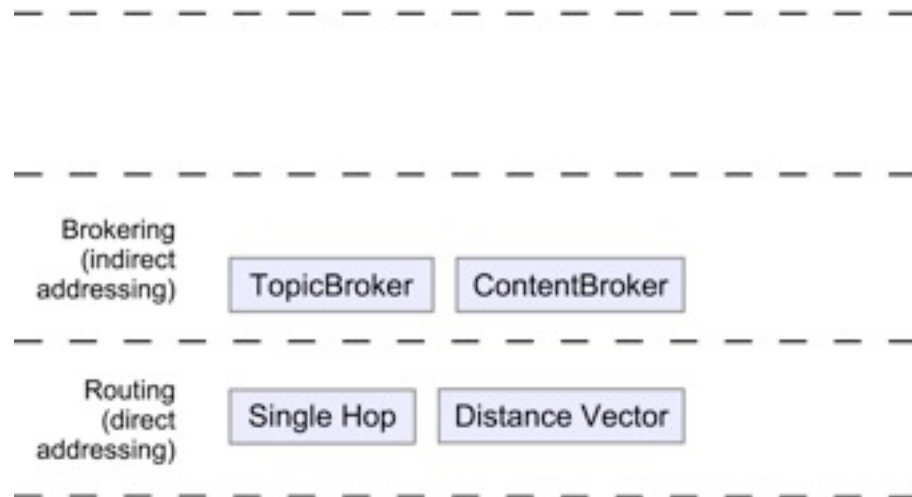 Brokering
(indirect
addressing)
TopicBroker
ContentBroker
Routing
(direct
addressing)
Single Hop
Distance Vector